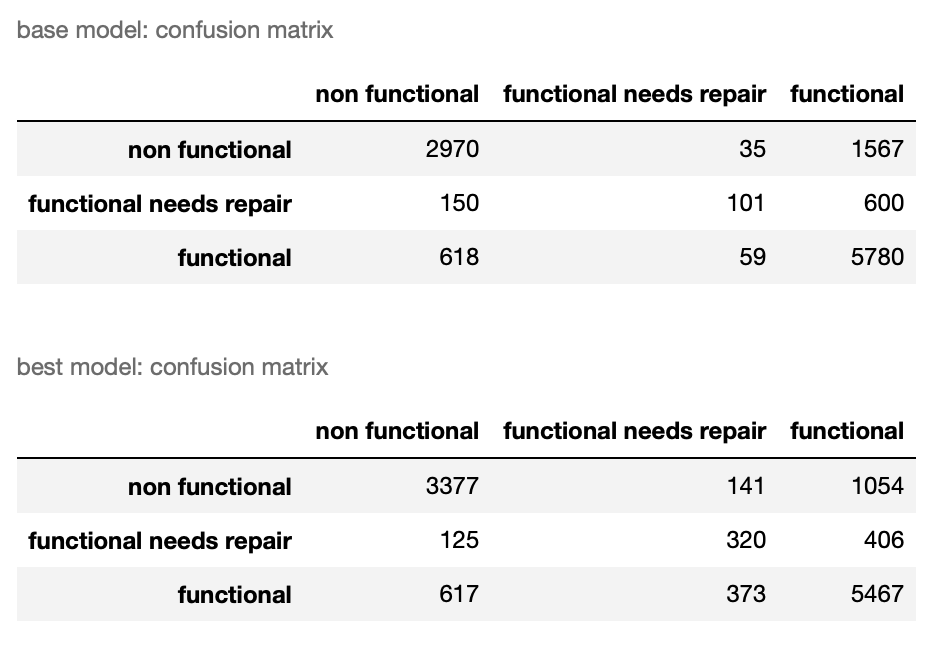 base model: confusion matrix
non functional functional needs repair functional
non functional 2970 35 1567
functional needs repair 150 101 600
functional 618 59 5780
best model: confusion matrix
non functional functional needs repair functional
non functional 3377 141 1054
functional needs repair 125 320 406
functional 617 373 5467